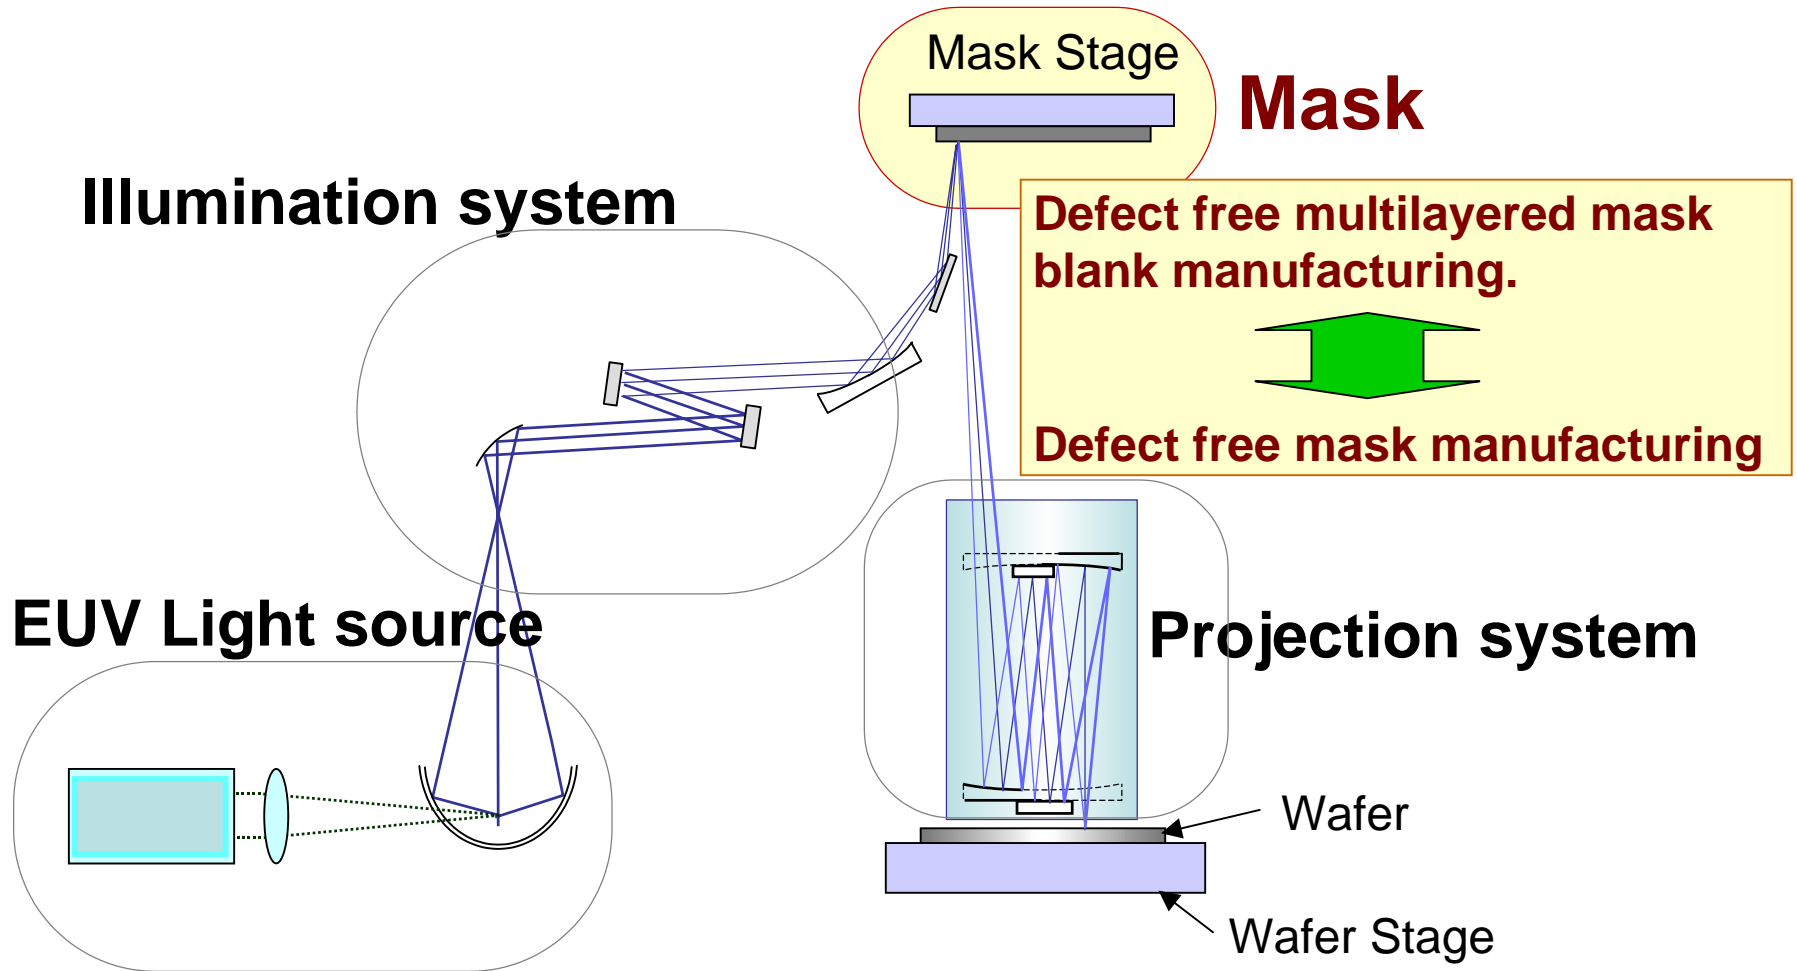 Mask Stage
Mask
Illumination system
Defect free multilayered mask
blank manufacturing.
Defect free mask manufacturing
EUV Light source
Projection system
Wafer
Wafer Stage